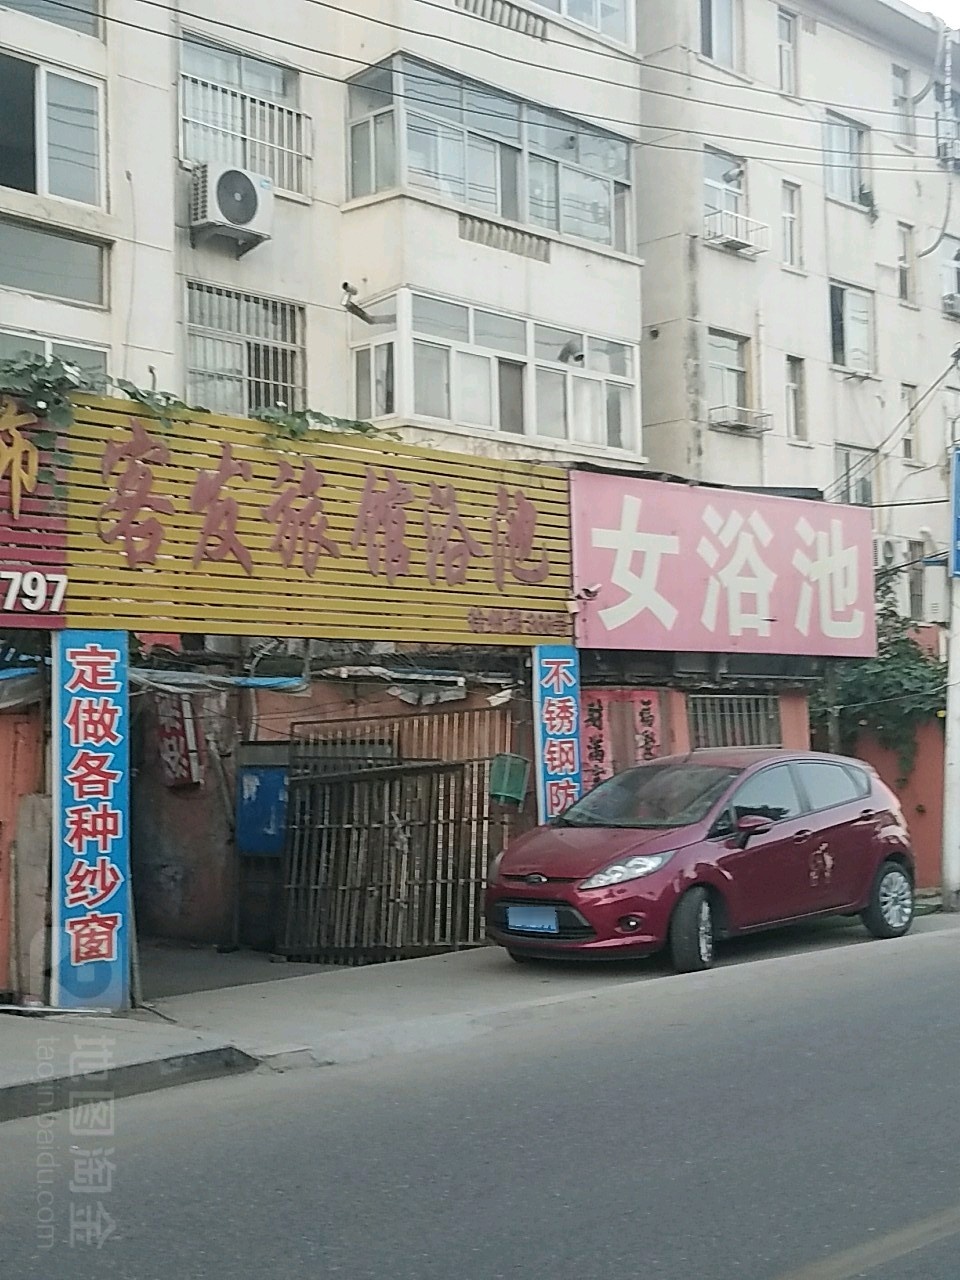 布
797
客发旅馆浴池
女浴池
定做各种纱窗
不锈钢防
地图淘金
taojin.baidu.com